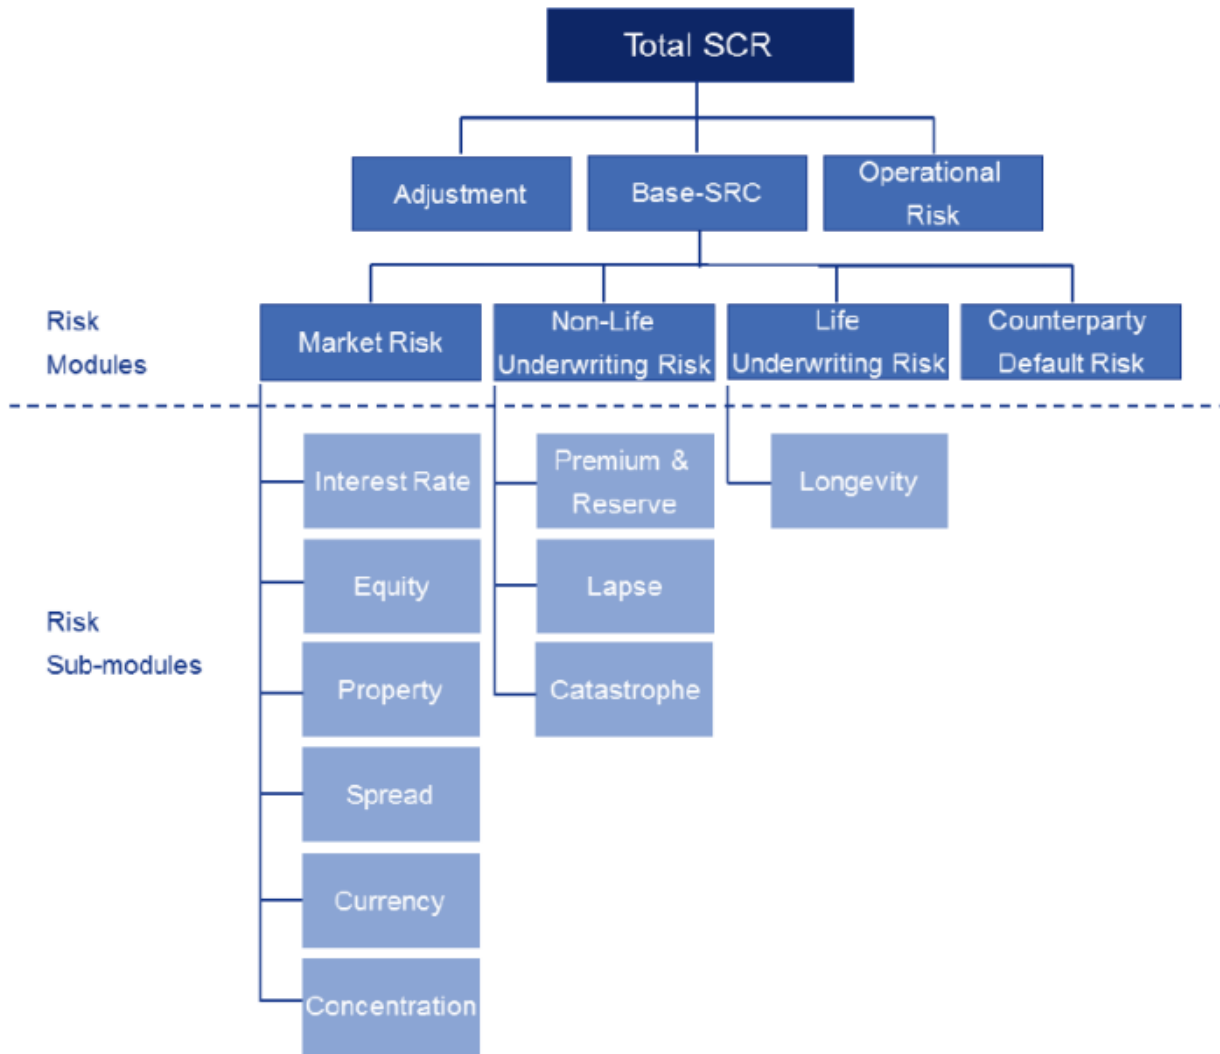 Total SCR
Adjustment
Base-SRC
Operational
Risk
Risk
Modules
Market Risk
Non-Life
Underwriting Risk
Life
Underwriting Risk
Counterparty
Default Risk
Risk
Sub-modules
Interest Rate
Equity
Property
Spread
Currency
Concentration
Premium &
Reserve
Lapse
Catastrophe
Longevity